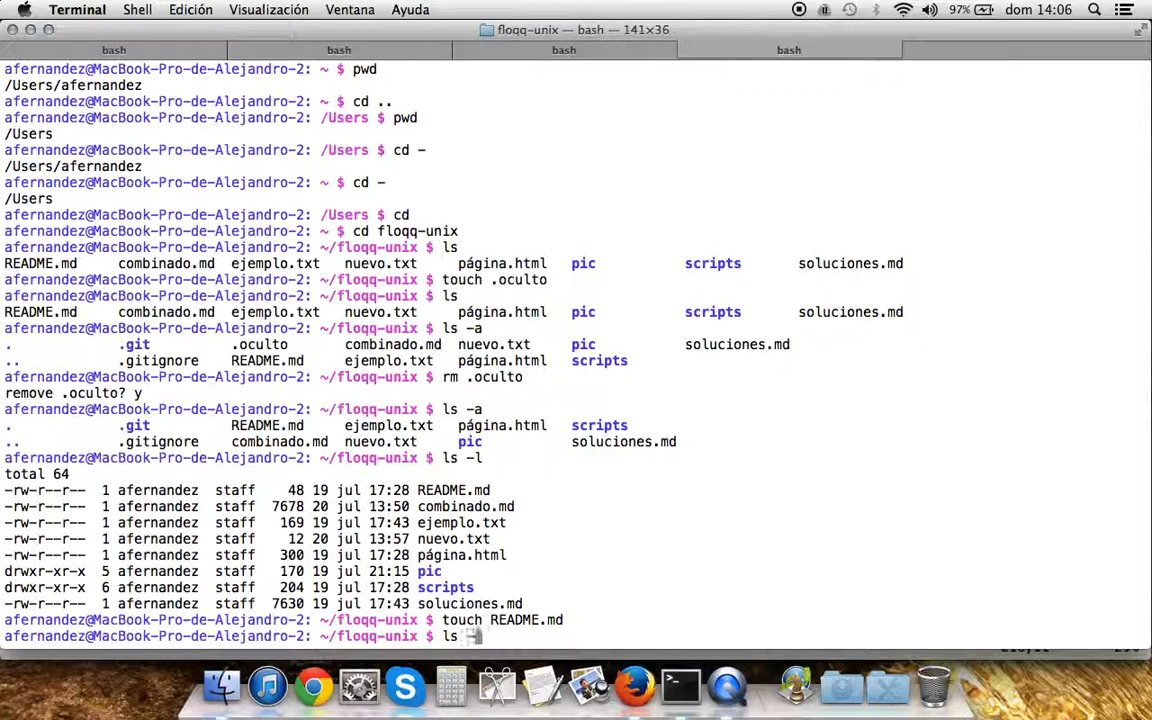 Terminal Shell Edición Visualización Ventana Ayuda 97% dom 14:06
floqq-unix — bash — 141×36
bash bash bash bash
afernandez@MacBook-Pro-de-Alejandro-2: ~ $ pwd
/Users/afernandez
afernandez@MacBook-Pro-de-Alejandro-2: ~ $ cd ..
afernandez@MacBook-Pro-de-Alejandro-2: /Users $ pwd
/Users
afernandez@MacBook-Pro-de-Alejandro-2: /Users $ cd -
/Users/afernandez
afernandez@MacBook-Pro-de-Alejandro-2: ~ $ cd -
/Users
afernandez@MacBook-Pro-de-Alejandro-2: /Users $ cd
afernandez@MacBook-Pro-de-Alejandro-2: ~ $ cd floqq-unix
afernandez@MacBook-Pro-de-Alejandro-2: ~/floqq-unix $ ls
README.md combinado.md ejemplo.txt nuevo.txt página.html pic scripts soluciones.md
afernandez@MacBook-Pro-de-Alejandro-2: ~/floqq-unix $ touch .oculto
afernandez@MacBook-Pro-de-Alejandro-2: ~/floqq-unix $ ls
README.md combinado.md ejemplo.txt nuevo.txt página.html pic scripts soluciones.md
afernandez@MacBook-Pro-de-Alejandro-2: ~/floqq-unix $ ls -a
. .git .oculto combinado.md nuevo.txt pic soluciones.md
.. .gitignore README.md ejemplo.txt página.html scripts
afernandez@MacBook-Pro-de-Alejandro-2: ~/floqq-unix $ rm .oculto
remove .oculto? y
afernandez@MacBook-Pro-de-Alejandro-2: ~/floqq-unix $ ls -a
. .git README.md ejemplo.txt página.html scripts
.. .gitignore combinado.md nuevo.txt pic soluciones.md
afernandez@MacBook-Pro-de-Alejandro-2: ~/floqq-unix $ ls -l
total 64
-rw-r--r-- 1 afernandez staff 48 19 jul 17:28 README.md
-rw-r--r-- 1 afernandez staff 7678 20 jul 13:50 combinado.md
-rw-r--r-- 1 afernandez staff 169 19 jul 17:43 ejemplo.txt
-rw-r--r-- 1 afernandez staff 12 20 jul 13:57 nuevo.txt
-rw-r--r-- 1 afernandez staff 300 19 jul 17:28 página.html
drwxr-xr-x 5 afernandez staff 170 19 jul 21:15 pic
drwxr-xr-x 6 afernandez staff 204 19 jul 17:28 scripts
-rw-r--r-- 1 afernandez staff 7630 19 jul 17:43 soluciones.md
afernandez@MacBook-Pro-de-Alejandro-2: ~/floqq-unix $ touch README.md
afernandez@MacBook-Pro-de-Alejandro-2: ~/floqq-unix $ ls